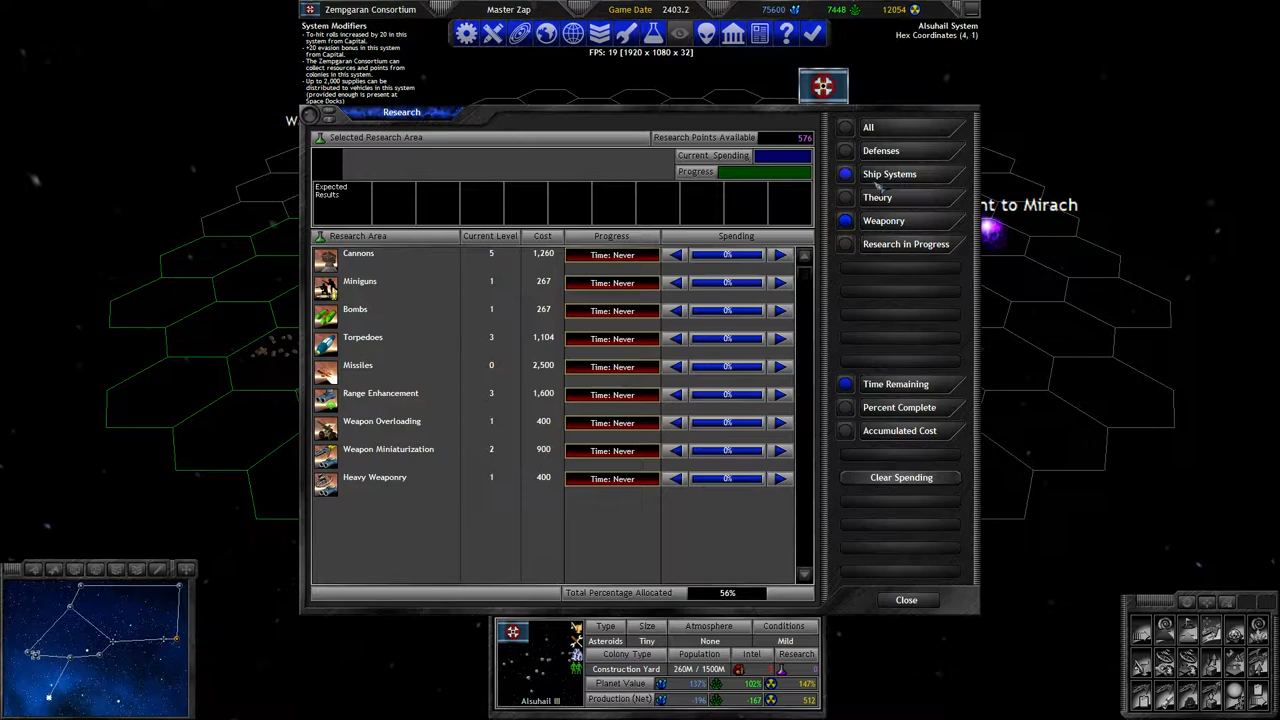 Zempgaran Consortium
Master Zap
Game Date 2403.2
75600 7448 12054
System Modifiers
- To-hit rolls increased by 20 in this
system from Capital.
- +20 evasion bonus in this system
from Capital.
- The Zempgaran Consortium can
collect resources and points from
colonies in this system.
- Up to 2,000 supplies can be
distributed to vehicles in this system
(provided enough is present at
Space Docks)
Alsuhail System
Hex Coordinates (4, 1)
FPS: 19 [1920 x 1080 x 32]
W
nt to Mirach
Research
Selected Research Area
Research Points Available 576
Current Spending
Progress
Expected
Results
Research Area Current Level Cost Progress Spending
Cannons 5 1,260 Time: Never 0%
Miniguns 1 267 Time: Never 0%
Bombs 1 267 Time: Never 0%
Torpedoes 3 1,104 Time: Never 0%
Missiles 0 2,500 Time: Never 0%
Range Enhancement 3 1,600 Time: Never 0%
Weapon Overloading 1 400 Time: Never 0%
Weapon Miniaturization 2 900 Time: Never 0%
Heavy Weaponry 1 400 Time: Never 0%
Total Percentage Allocated 56%
All
Defenses
Ship Systems
Theory
Weaponry
Research in Progress
Time Remaining
Percent Complete
Accumulated Cost
Clear Spending
Close
Type Size Atmosphere Conditions
Asteroids Tiny None Mild
Colony Type Population Intel Research
Construction Yard 260M / 1500M 0
Planet Value 137% 102% 147%
Production (Net) -196 -167 512
Alsuhail III